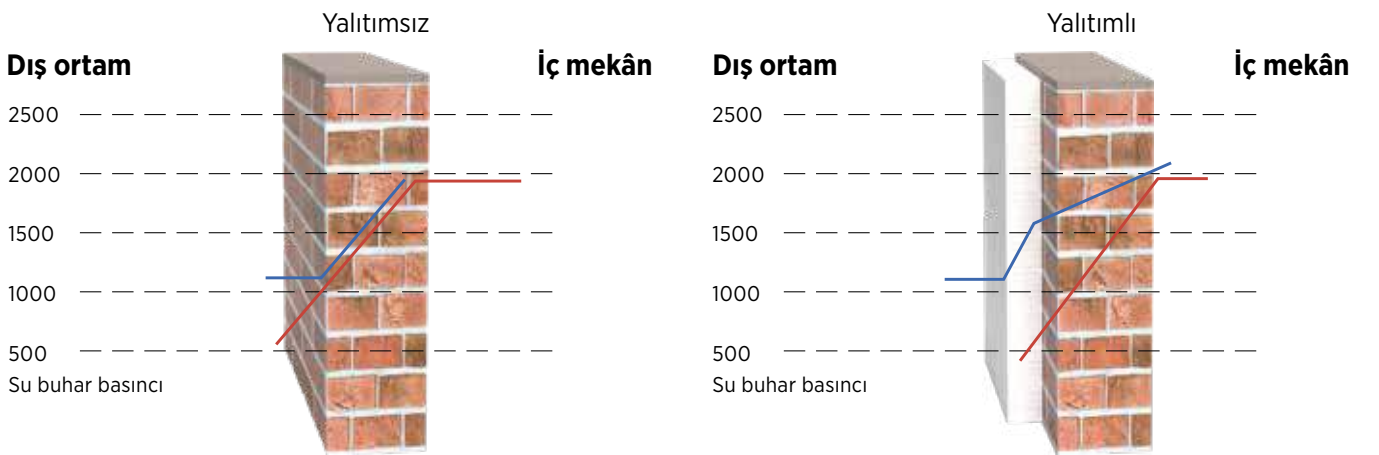 Yalıtımsız
Dış ortam
İç mekân
2500
2000
1500
1000
500
Su buhar basıncı
Yalıtımlı
Dış ortam
İç mekân
2500
2000
1500
1000
500
Su buhar basıncı